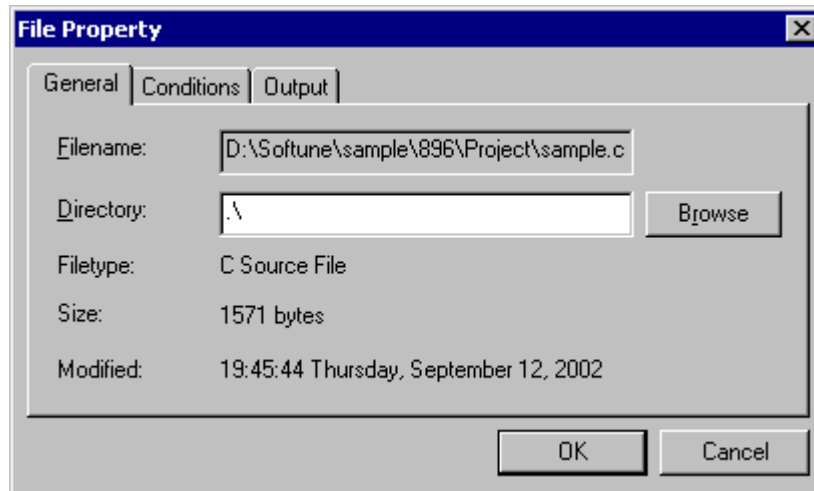 File Property
General Conditions Output
Filename: D:\Softune\sample\896\Project\sample.c
Directory: .\ Browse
Filetype: C Source File
Size: 1571 bytes
Modified: 19:45:44 Thursday, September 12, 2002
OK Cancel